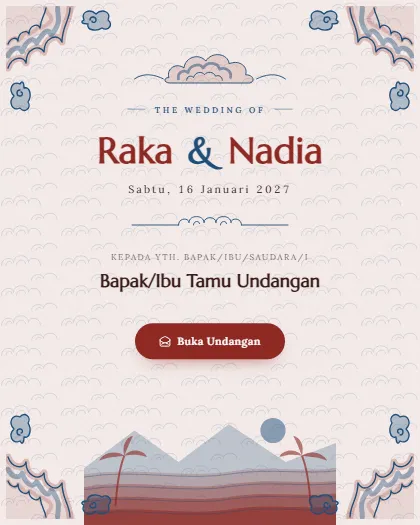 THE WEDDING OF
Raka & Nadia
Sabtu, 16 Januari 2027
KEPADA YTH. BAPAK/IBU/SAUDARA/I
Bapak/Ibu Tamu Undangan
Buka Undangan